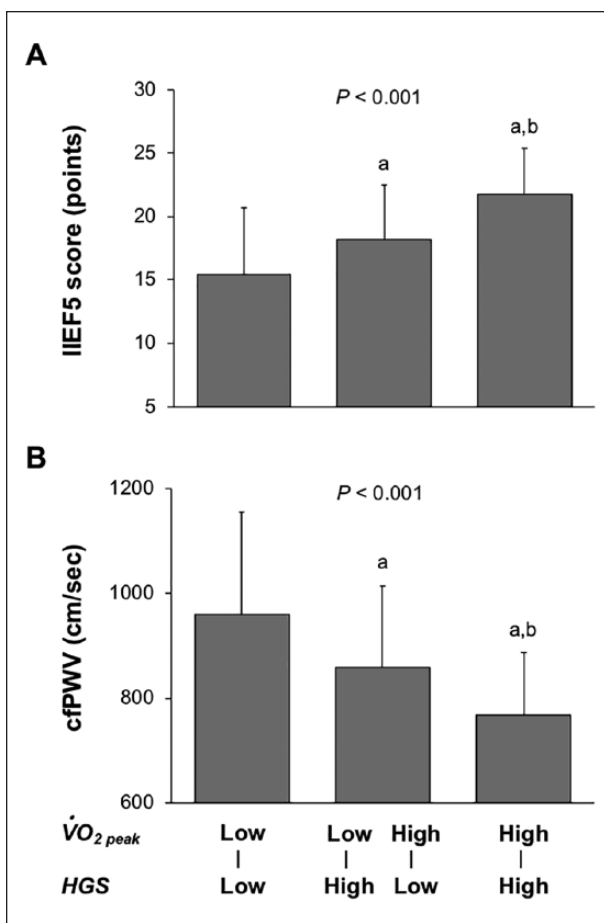 A
30
25
20
15
10
5
IIEF5 score (points)
P < 0.001
a
a,b
B
1200
1000
800
600
cfPWV (cm/sec)
P < 0.001
a
a,b
V̇O2 peak Low Low High High
HGS Low High Low High